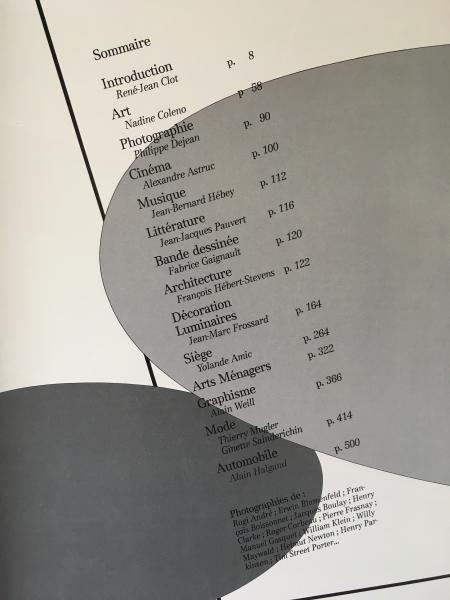 Sommaire
Introduction p. 8
René-Jean Clot
Art p 58
Nadine Coleno
Photographie p. 90
Philippe Dejean
Cinéma p. 100
Alexandre Astruc
Musique p. 112
Jean-Bernard Hébey
Littérature p. 116
Jean-Jacques Pauvert
Bande dessinée p. 120
Fabrice Gaignault
Architecture p. 122
François Hébert-Stevens
Décoration
Luminaires p. 164
Jean-Marc Frossard
Siège p. 264
Yolande Amic
Arts Ménagers p. 322
Graphisme p. 366
Alain Weill
Mode p. 414
Thierry Mugler
Ginette Sainderichin
Automobile p. 500
Alain Halgand
Photographies de :
Rogi André ; Erwin Blumenfeld ; Fran-
çois Boissonnet ; Jacques Boulay ; Henry
Clarke ; Roger Corbeau ; Pierre Frasnay ;
Manuel Gasquet ; William Klein ; Willy
Maywald ; Helmut Newton ; Henry Par-
kinson ; Tim Street Porter...